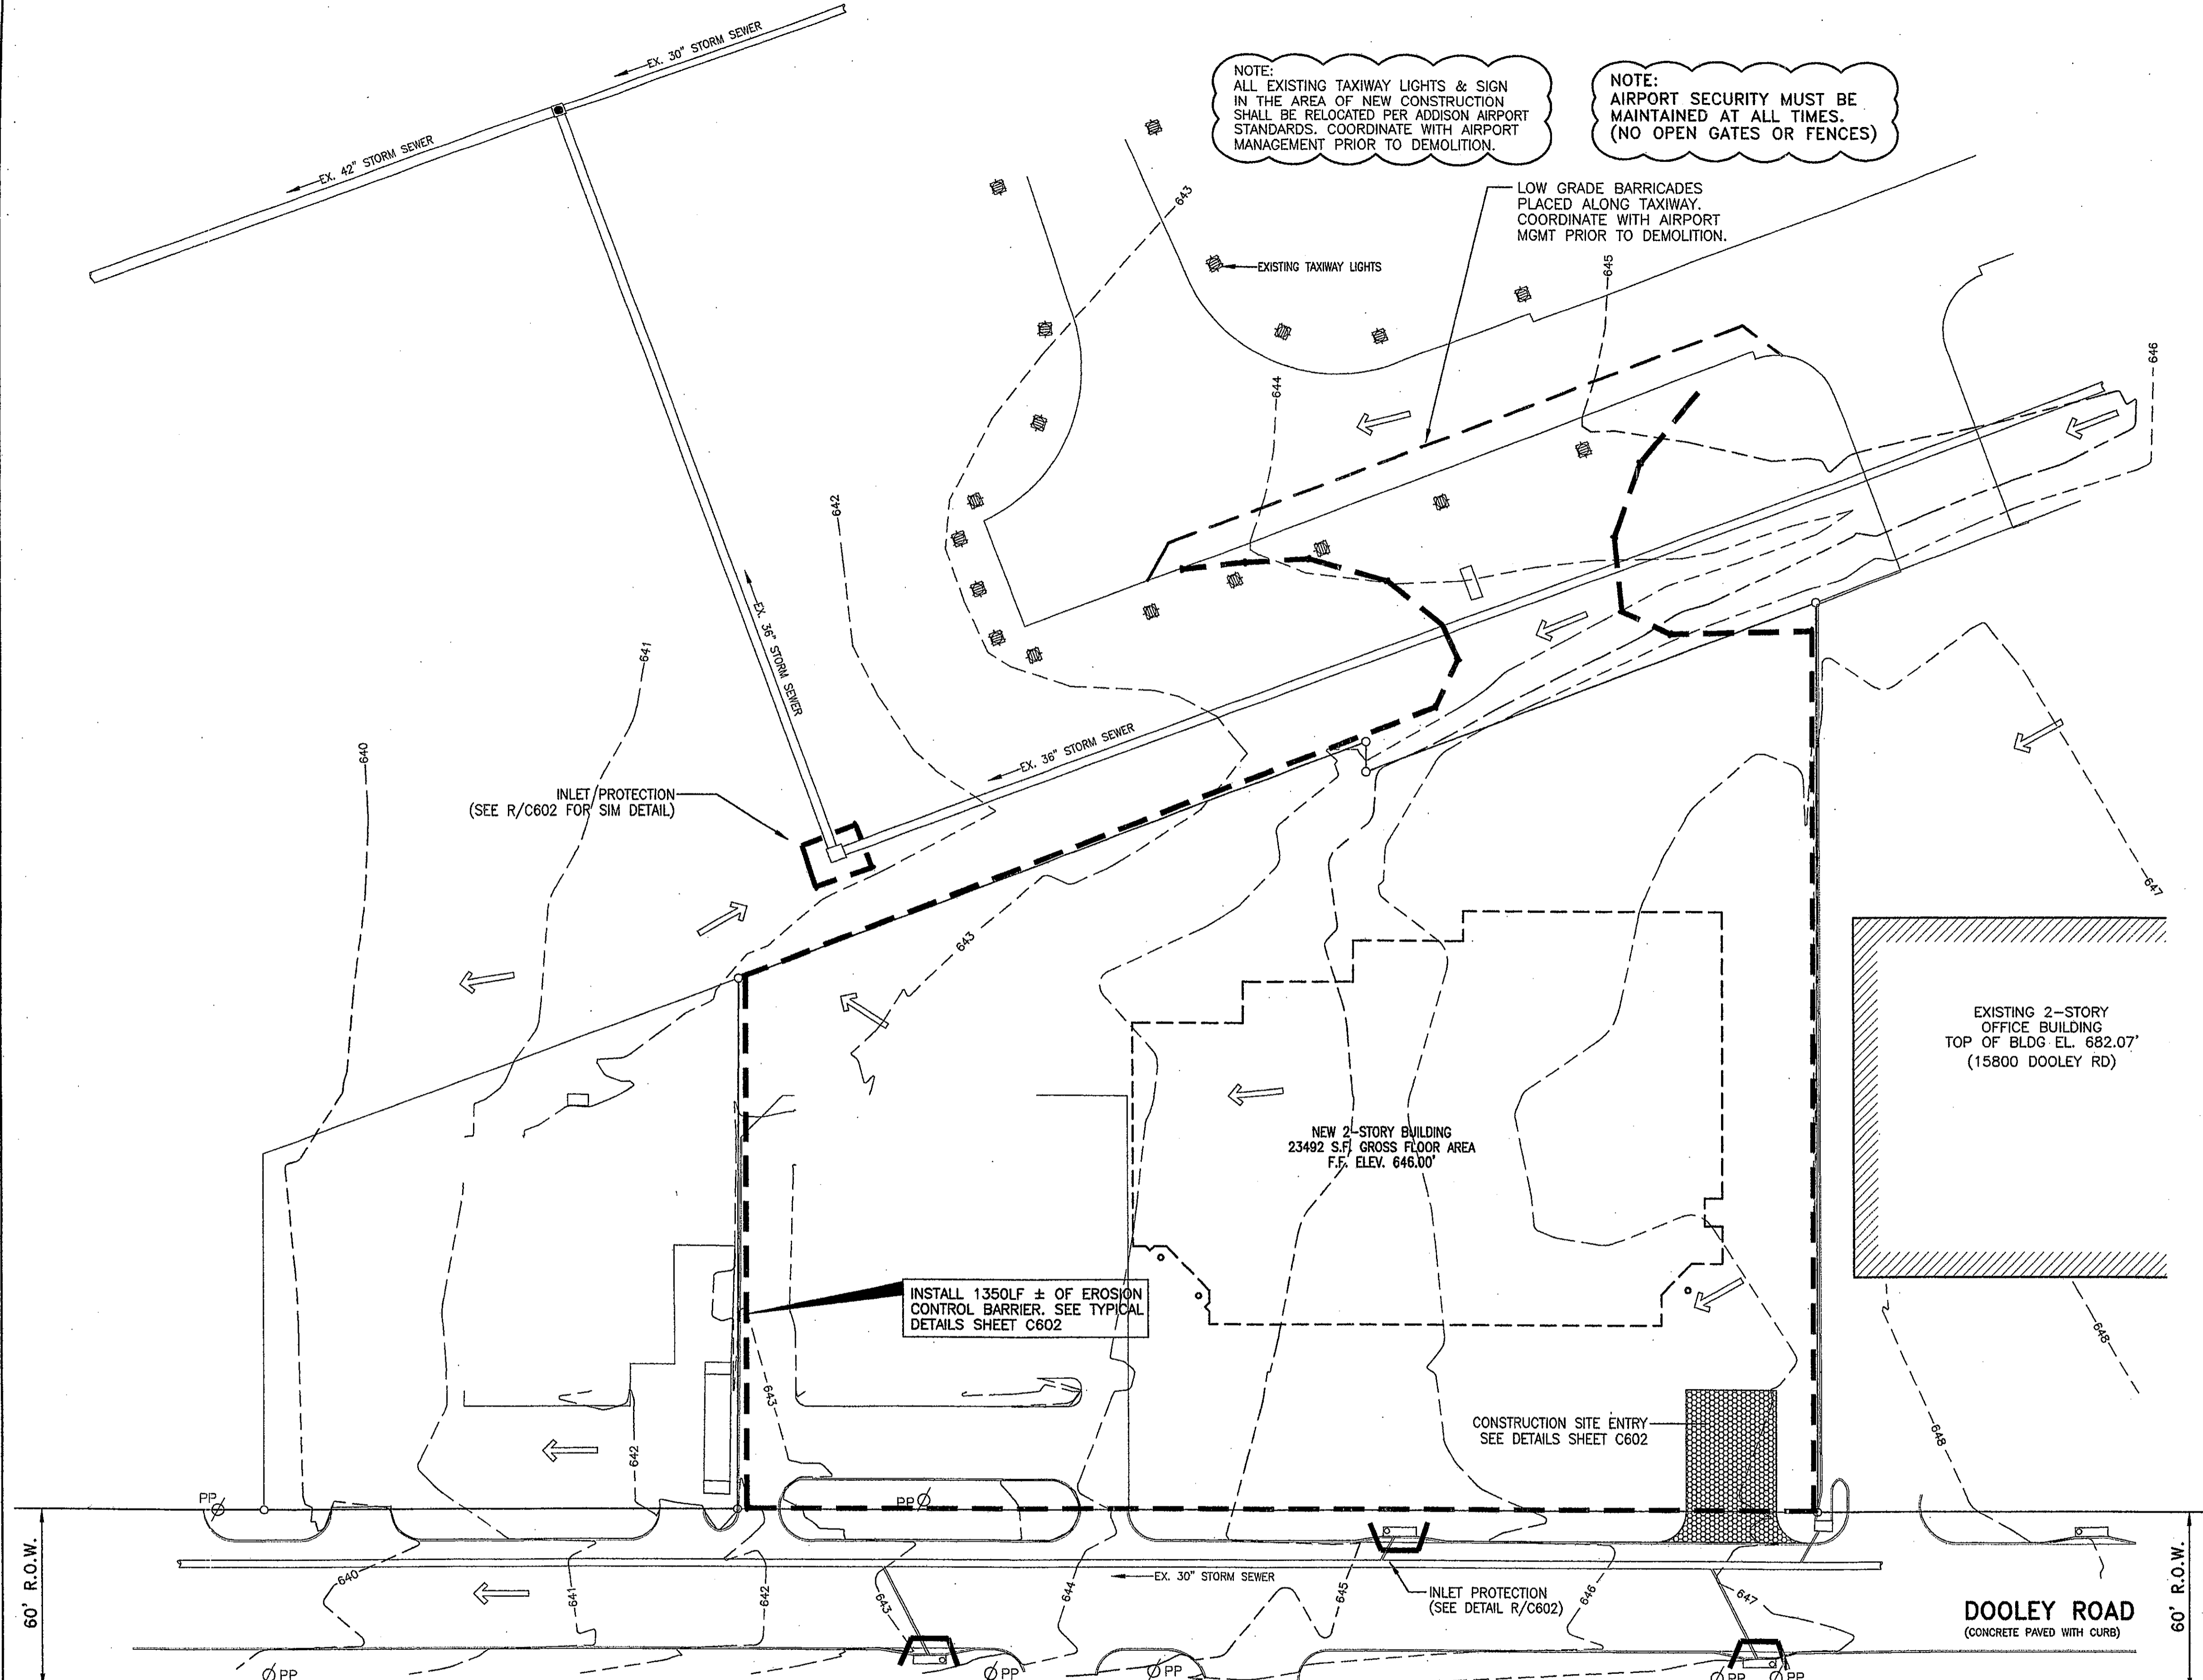 EX. 30" STORM SEWER
EX. 42" STORM SEWER
NOTE:
ALL EXISTING TAXIWAY LIGHTS & SIGN
IN THE AREA OF NEW CONSTRUCTION
SHALL BE RELOCATED PER ADDISON AIRPORT
STANDARDS. COORDINATE WITH AIRPORT
MANAGEMENT PRIOR TO DEMOLITION.
NOTE:
AIRPORT SECURITY MUST BE
MAINTAINED AT ALL TIMES.
(NO OPEN GATES OR FENCES)
LOW GRADE BARRICADES
PLACED ALONG TAXIWAY.
COORDINATE WITH AIRPORT
MGMT PRIOR TO DEMOLITION.
643
EXISTING TAXIWAY LIGHTS
645
646
644
642
EX. 36" STORM SEWER
641
640
EX. 36" STORM SEWER
INLET PROTECTION
(SEE R/C602 FOR SIM DETAIL)
647
643
EXISTING 2-STORY
OFFICE BUILDING
TOP OF BLDG EL. 682.07'
(15800 DOOLEY RD)
NEW 2-STORY BUILDING
23492 S.F. GROSS FLOOR AREA
F.F. ELEV. 646.00'
INSTALL 1350LF ± OF EROSION
CONTROL BARRIER. SEE TYPICAL
DETAILS SHEET C602
648
643
CONSTRUCTION SITE ENTRY
SEE DETAILS SHEET C602
642
648
PP
PP
60' R.O.W.
EX. 30" STORM SEWER
640
641
642
643
644
645
646
647
INLET PROTECTION
(SEE DETAIL R/C602)
DOOLEY ROAD
(CONCRETE PAVED WITH CURB)
60' R.O.W.
PP
PP
PP
PP
PP